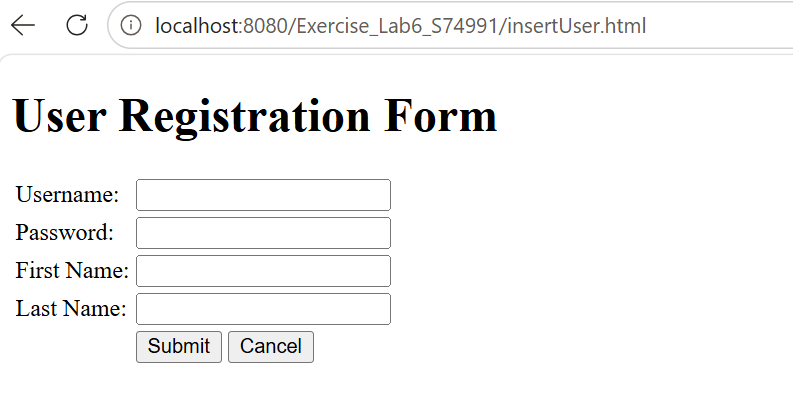 localhost:8080/Exercise_Lab6_S74991/insertUser.html
User Registration Form
Username:
Password:
First Name:
Last Name:
Submit Cancel